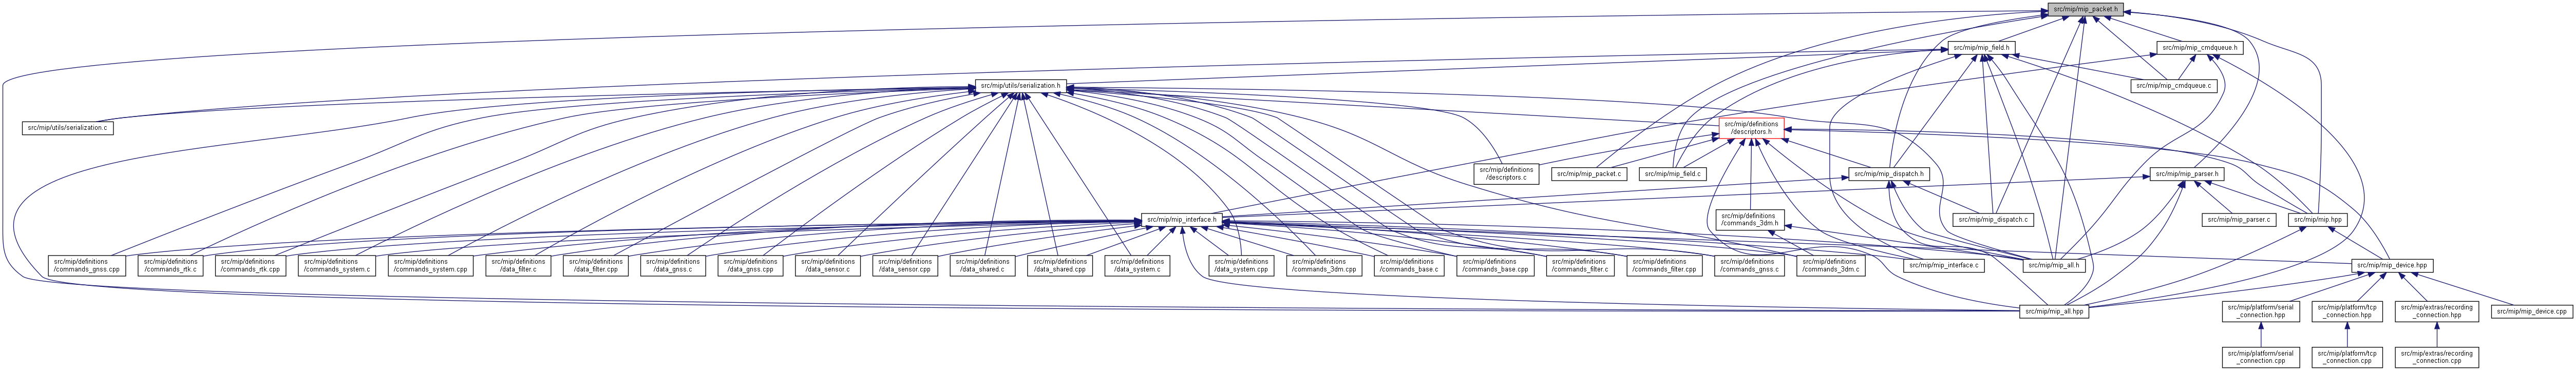 src/mip/mip_packet.h
src/mip/mip_field.h
src/mip/mip_cmdqueue.h
src/mip/utils/serialization.h
src/mip/mip_cmdqueue.c
src/mip/utils/serialization.c
src/mip/definitions
/descriptors.h
src/mip/definitions
/descriptors.c
src/mip/mip_packet.c
src/mip/mip_field.c
src/mip/mip_dispatch.h
src/mip/mip_parser.h
src/mip/mip_interface.h
src/mip/definitions
/commands_3dm.h
src/mip/mip_dispatch.c
src/mip/mip_parser.c
src/mip/mip.hpp
src/mip/definitions
/commands_gnss.cpp
src/mip/definitions
/commands_rtk.c
src/mip/definitions
/commands_rtk.cpp
src/mip/definitions
/commands_system.c
src/mip/definitions
/commands_system.cpp
src/mip/definitions
/data_filter.c
src/mip/definitions
/data_filter.cpp
src/mip/definitions
/data_gnss.c
src/mip/definitions
/data_gnss.cpp
src/mip/definitions
/data_sensor.c
src/mip/definitions
/data_sensor.cpp
src/mip/definitions
/data_shared.c
src/mip/definitions
/data_shared.cpp
src/mip/definitions
/data_system.c
src/mip/definitions
/data_system.cpp
src/mip/definitions
/commands_3dm.cpp
src/mip/definitions
/commands_base.c
src/mip/definitions
/commands_base.cpp
src/mip/definitions
/commands_filter.c
src/mip/definitions
/commands_filter.cpp
src/mip/definitions
/commands_gnss.c
src/mip/definitions
/commands_3dm.c
src/mip/mip_interface.c
src/mip/mip_all.h
src/mip/mip_device.hpp
src/mip/mip_all.hpp
src/mip/platform/serial
_connection.hpp
src/mip/platform/tcp
_connection.hpp
src/mip/extras/recording
_connection.hpp
src/mip/mip_device.cpp
src/mip/platform/serial
_connection.cpp
src/mip/platform/tcp
_connection.cpp
src/mip/extras/recording
_connection.cpp